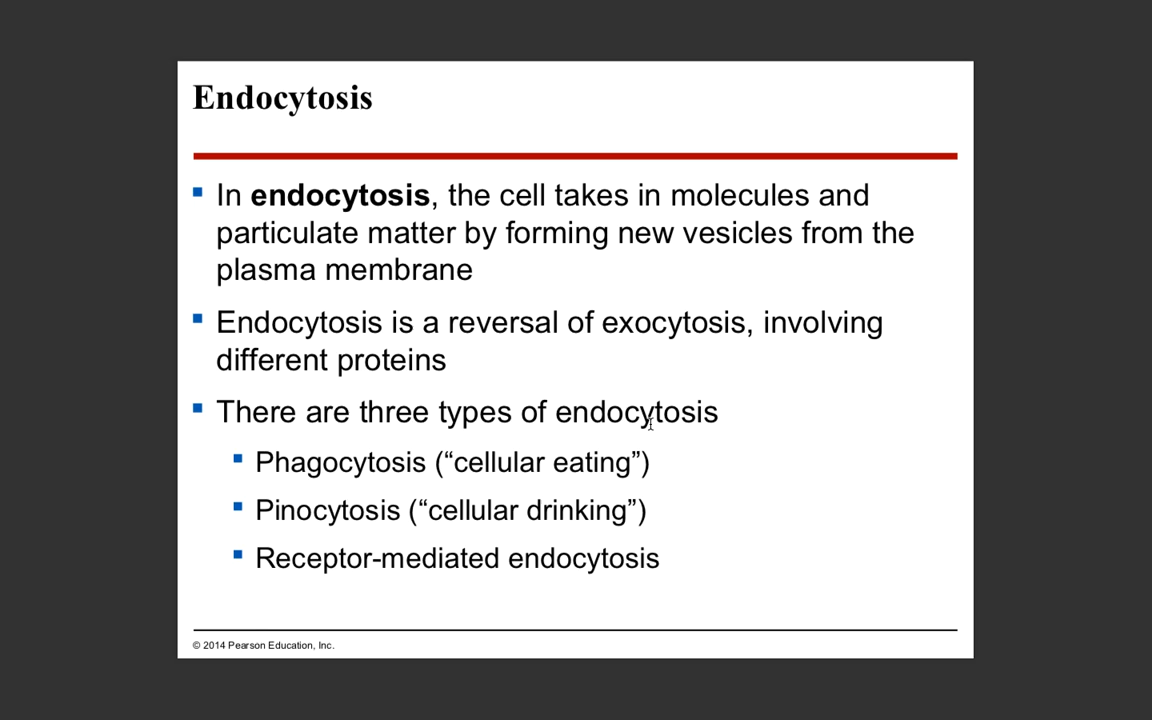 Endocytosis
In endocytosis, the cell takes in molecules and
particulate matter by forming new vesicles from the
plasma membrane
Endocytosis is a reversal of exocytosis, involving
different proteins
There are three types of endocytosis
Phagocytosis (“cellular eating”)
Pinocytosis (“cellular drinking”)
Receptor-mediated endocytosis
© 2014 Pearson Education, Inc.